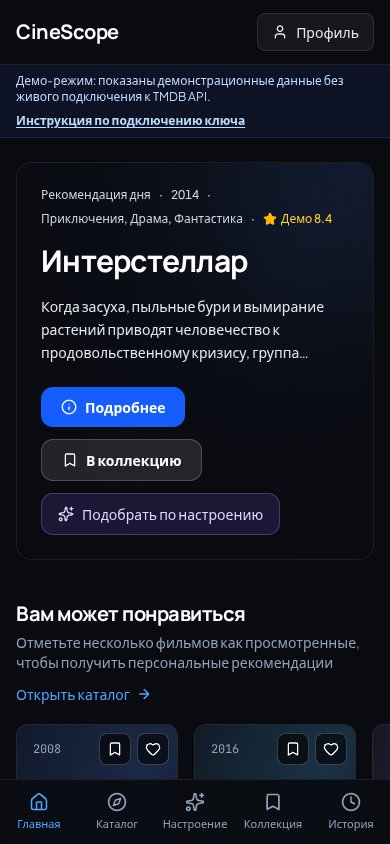 CineScope
Профиль
Демо-режим: показаны демонстрационные данные без
живого подключения к TMDB API.
Инструкция по подключению ключа
Рекомендация дня · 2014 ·
Приключения, Драма, Фантастика · Демо 8.4
Интерстеллар
Когда засуха, пыльные бури и вымирание
растений приводят человечество к
продовольственному кризису, группа...
Подробнее
В коллекцию
Подобрать по настроению
Вам может понравиться
Отметьте несколько фильмов как просмотренные,
чтобы получить персональные рекомендации
Открыть каталог
2008
2016
Главная
Каталог
Настроение
Коллекция
История